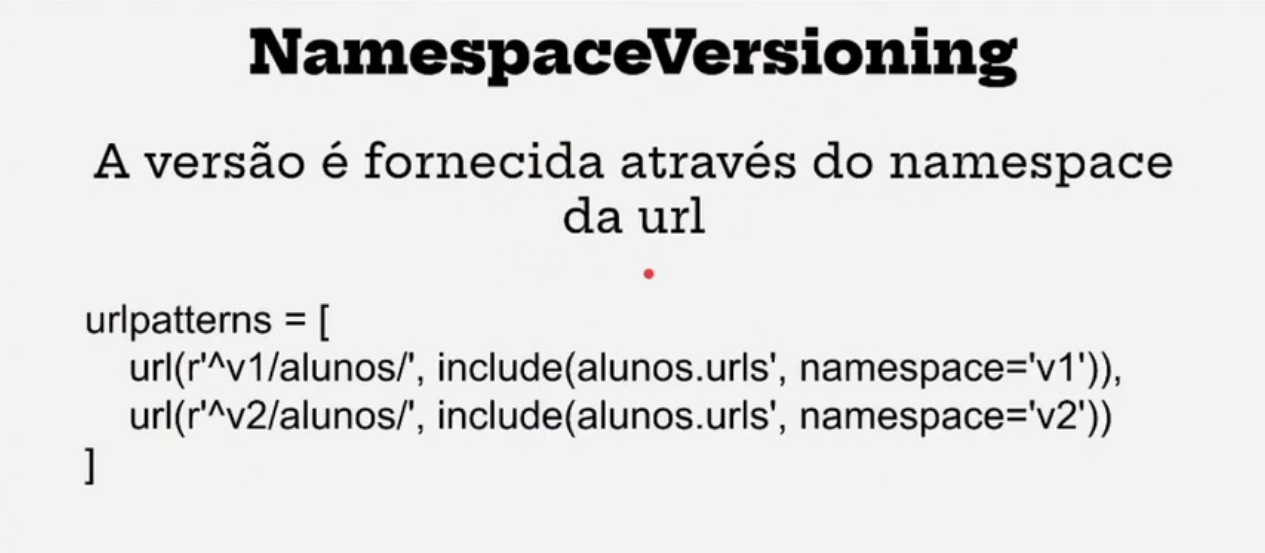 NamespaceVersioning
A versão é fornecida através do namespace
da url
urlpatterns = [
url(r'^v1/alunos/', include(alunos.urls', namespace='v1')),
url(r'^v2/alunos/', include(alunos.urls', namespace='v2'))
]